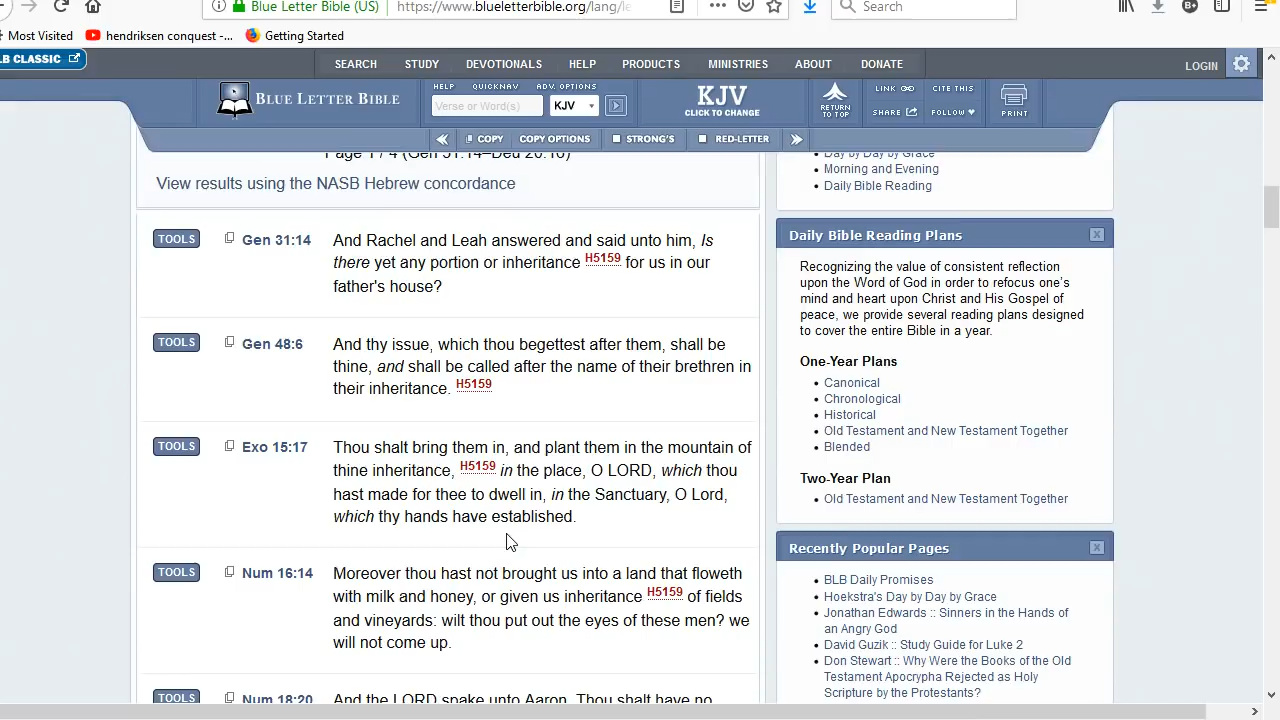 Blue Letter Bible (US) https://www.blueletterbible.org/lang/le Search
Most Visited hendriksen conquest -... Getting Started
LB CLASSIC SEARCH STUDY DEVOTIONALS HELP PRODUCTS MINISTRIES ABOUT DONATE LOGIN
BLUE LETTER BIBLE
HELP QUICKNAV ADV. OPTIONS
Verse or Word(s) KJV
KJV
CLICK TO CHANGE
RETURN
TO TOP
LINK CITE THIS
SHARE FOLLOW
PRINT
COPY COPY OPTIONS STRONG'S RED-LETTER
View results using the NASB Hebrew concordance
TOOLS Gen 31:14 And Rachel and Leah answered and said unto him, Is
there yet any portion or inheritance H5159 for us in our
father's house?
TOOLS Gen 48:6 And thy issue, which thou begettest after them, shall be
thine, and shall be called after the name of their brethren in
their inheritance. H5159
TOOLS Exo 15:17 Thou shalt bring them in, and plant them in the mountain of
thine inheritance, H5159 in the place, O LORD, which thou
hast made for thee to dwell in, in the Sanctuary, O Lord,
which thy hands have established.
TOOLS Num 16:14 Moreover thou hast not brought us into a land that floweth
with milk and honey, or given us inheritance H5159 of fields
and vineyards: wilt thou put out the eyes of these men? we
will not come up.
TOOLS Num 18:20 And the LORD spake unto Aaron, Thou shalt have no
Day by Day by Grace
Morning and Evening
Daily Bible Reading
Daily Bible Reading Plans
Recognizing the value of consistent reflection
upon the Word of God in order to refocus one's
mind and heart upon Christ and His Gospel of
peace, we provide several reading plans designed
to cover the entire Bible in a year.
One-Year Plans
Canonical
Chronological
Historical
Old Testament and New Testament Together
Blended
Two-Year Plan
Old Testament and New Testament Together
Recently Popular Pages
BLB Daily Promises
Hoekstra's Day by Day by Grace
Jonathan Edwards :: Sinners in the Hands of
an Angry God
David Guzik :: Study Guide for Luke 2
Don Stewart :: Why Were the Books of the Old
Testament Apocrypha Rejected as Holy
Scripture by the Protestants?